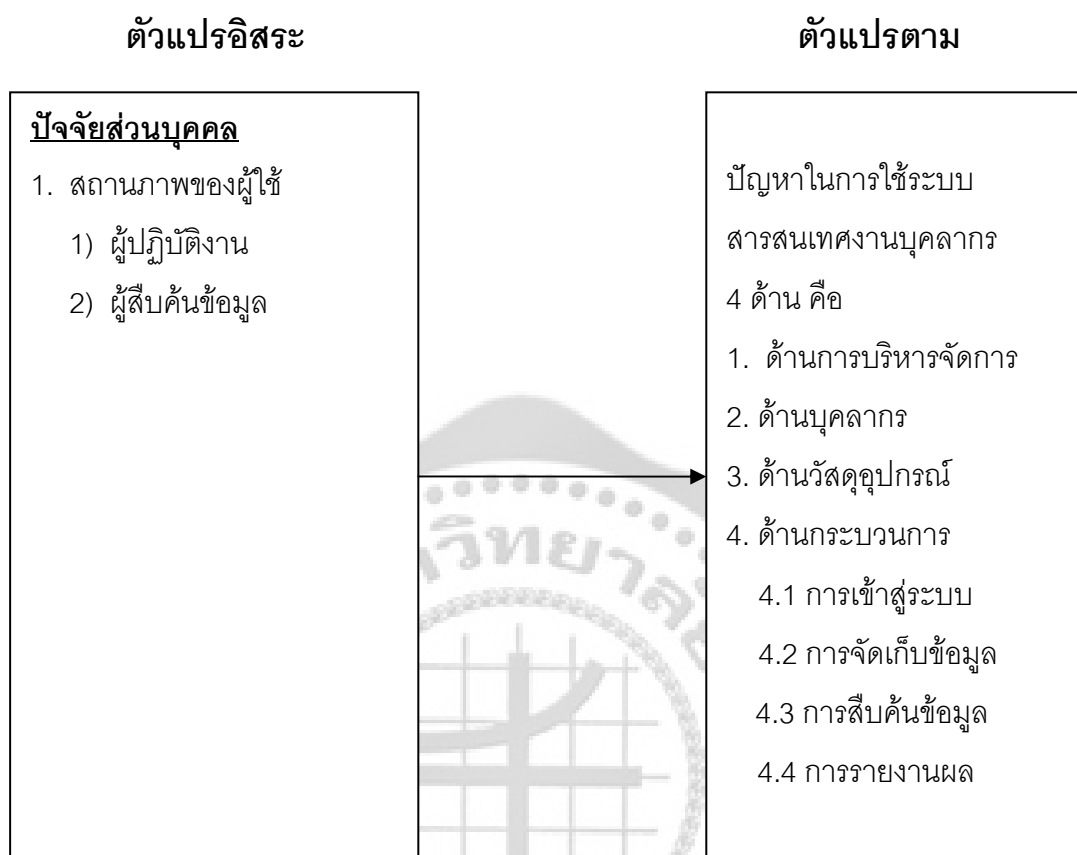 ตัวแปรอิสระ
ตัวแปรตาม
ปัจจัยส่วนบุคคล
1. สถานภาพของผู้ใช้
1) ผู้ปฏิบัติงาน
2) ผู้สืบค้นข้อมูล
ปัญหาในการใช้ระบบ
สารสนเทศงานบุคลากร
4 ด้าน คือ
1. ด้านการบริหารจัดการ
2. ด้านบุคลากร
3. ด้านวัสดุอุปกรณ์
4. ด้านกระบวนการ
4.1 การเข้าสู่ระบบ
4.2 การจัดเก็บข้อมูล
4.3 การสืบค้นข้อมูล
4.4 การรายงานผล